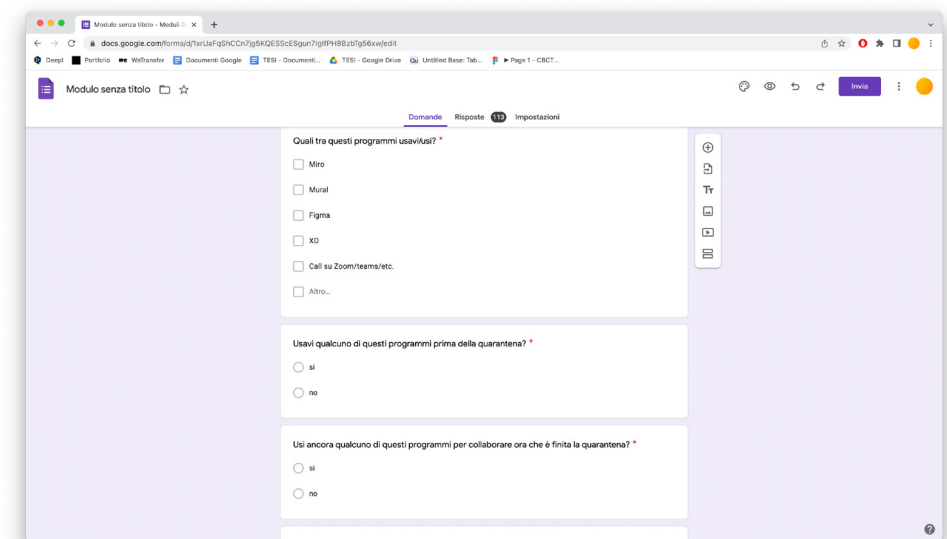 Modulo senza titolo – Moduli G
docs.google.com/forms/d/1xrUaFqShCCn7jg5KQESScESgun7IgIfPH8BzbTg56xw/edit
Deepl Portfolio we WeTransfer Documenti Google TESI - Documenti... TESI - Google Drive Untitled Base: Tab... ► Page 1 - CBCT...
Modulo senza titolo Invia
Domande Risposte 113 Impostazioni
Quali tra questi programmi usavi/usi? *
Miro
Mural
Figma
XD
Call su Zoom/teams/etc.
Altro...
Usavi qualcuno di questi programmi prima della quarantena? *
si
no
Usi ancora qualcuno di questi programmi per collaborare ora che è finita la quarantena? *
si
no